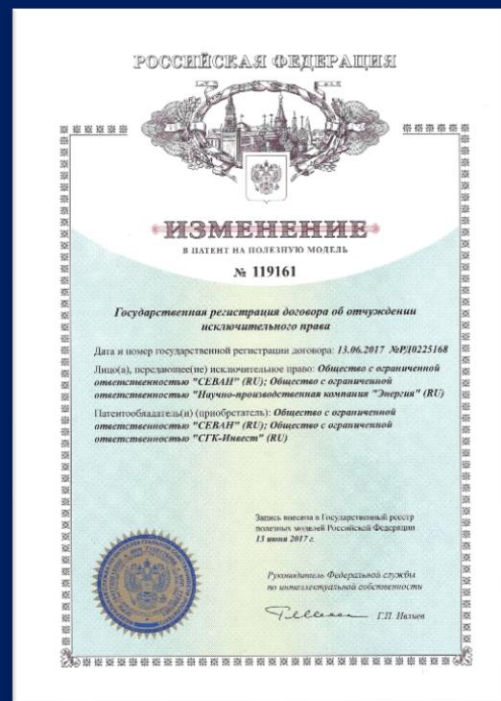 РОССИЙСКАЯ ФЕДЕРАЦИЯ
ИЗМЕНЕНИЕ
В ПАТЕНТ НА ПОЛЕЗНУЮ МОДЕЛЬ
№ 119161
Государственная регистрация договора об отчуждении
исключительного права
Дата и номер государственной регистрации договора: 13.06.2017 №РД0225168
Лицо(а), передающее(ие) исключительное право: Общество с ограниченной
ответственностью "СЕВАН" (RU); Общество с ограниченной
ответственностью "Научно-производственная компания "Энергия" (RU)
Патентообладатель(и) (приобретатель): Общество с ограниченной
ответственностью "СЕВАН" (RU); Общество с ограниченной
ответственностью "СГК-Инвест" (RU)
Запись внесена в Государственный реестр
полезных моделей Российской Федерации
13 июня 2017 г.
Руководитель Федеральной службы
по интеллектуальной собственности
Г.П. Ивлиев